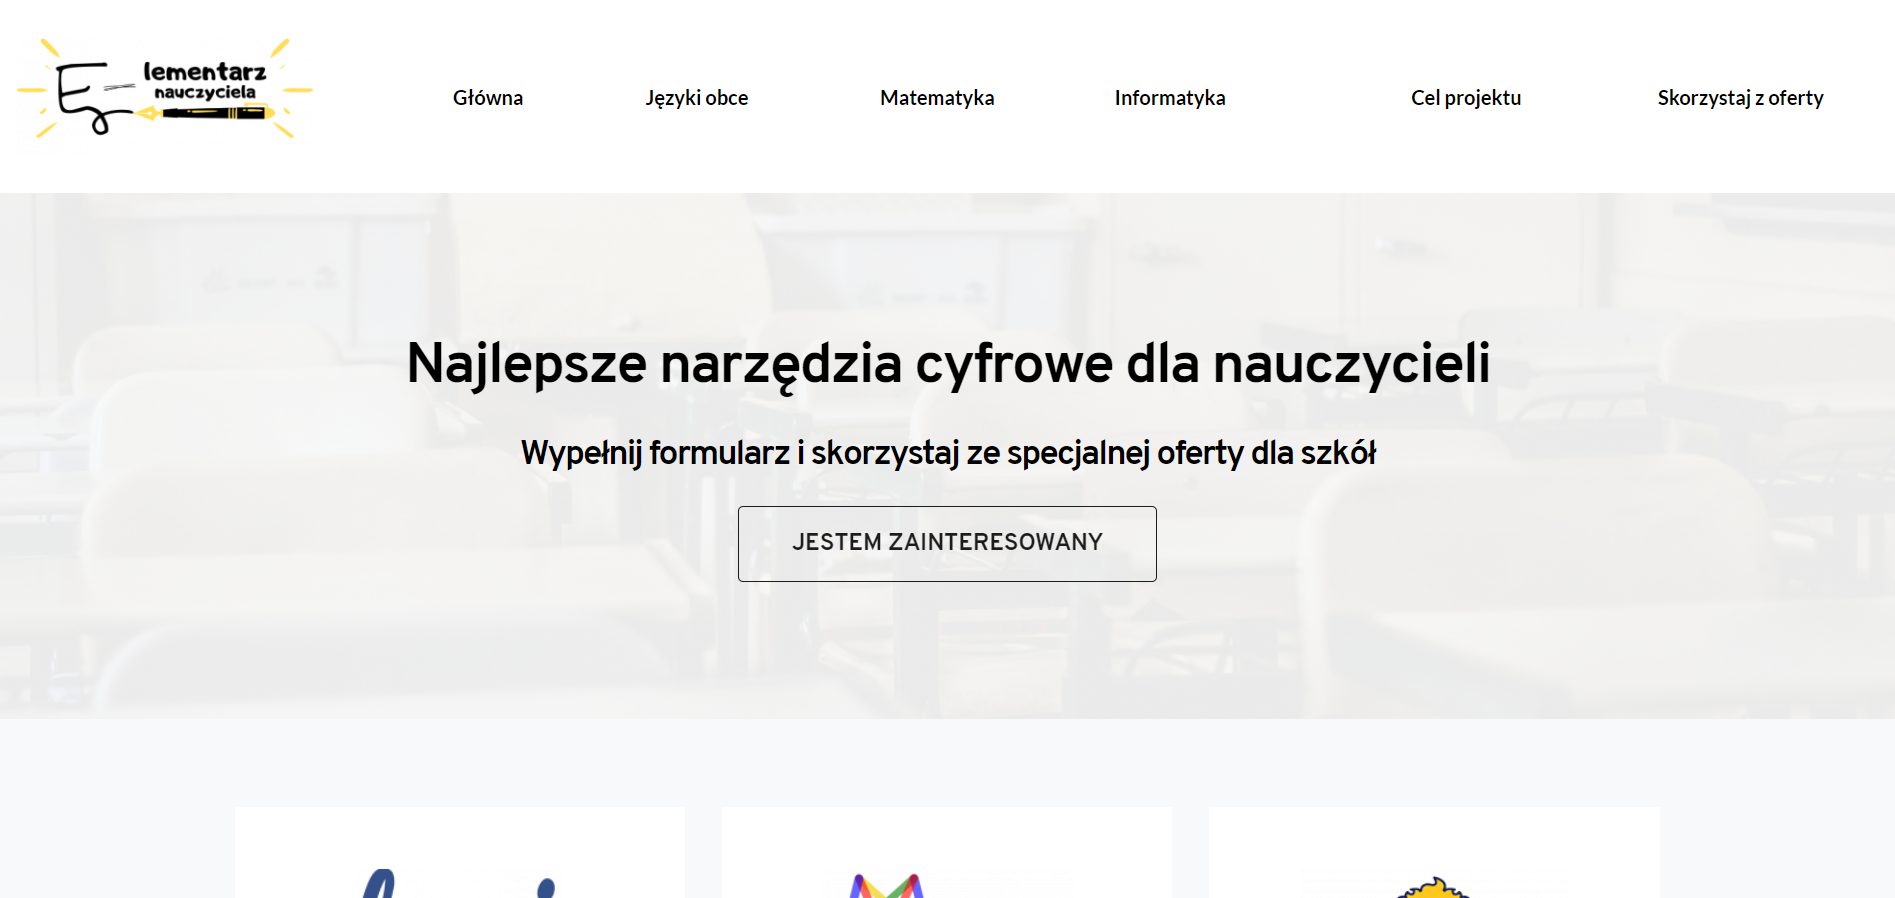 Elementarz
nauczyciela
Główna
Języki obce
Matematyka
Informatyka
Cel projektu
Skorzystaj z oferty
Najlepsze narzędzia cyfrowe dla nauczycieli
Wypełnij formularz i skorzystaj ze specjalnej oferty dla szkół
JESTEM ZAINTERESOWANY